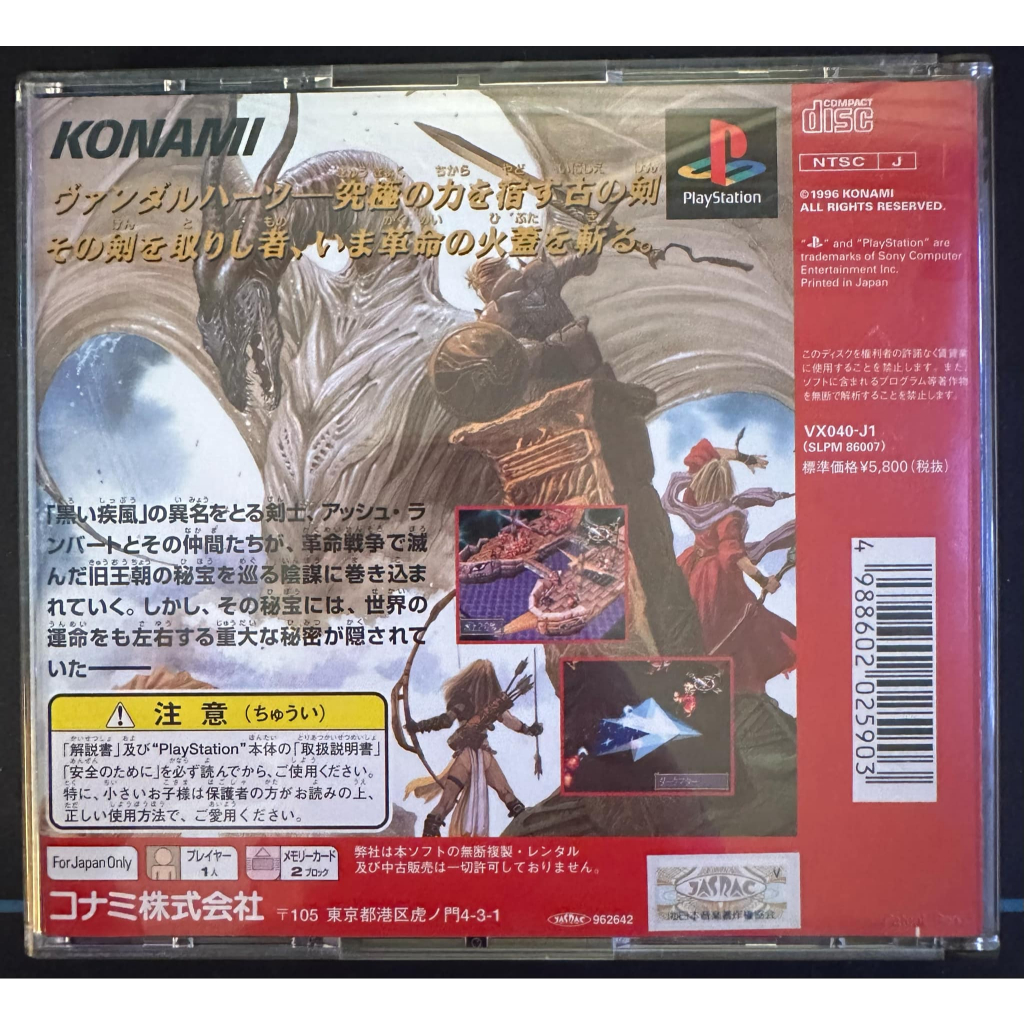 KONAMI
ヴァンダルハーツ—究極の力を宿す古の剣
その剣を取りし者、いま革命の火蓋を斬る。
PlayStation
COMPACT
disc
NTSC J
©1996 KONAMI
ALL RIGHTS RESERVED.
" " and "PlayStation" are
trademarks of Sony Computer
Entertainment Inc.
Printed in Japan
このディスクを権利者の許諾なく賃貸業
に使用することを禁止します。また、
ソフトに含まれるプログラム等著作物
を無断で解析することを禁止します。
VX040-J1
(SLPM 86007)
標準価格¥5,800(税抜)
4 988602 025903
「黒い疾風」の異名をとる剣士、アッシュ・ラ
ンバートとその仲間たちが、革命戦争で滅
んだ旧王朝の秘宝を巡る陰謀に巻き込ま
れていく。しかし、その秘宝には、世界の
運命をも左右する重大な秘密が隠されて
いた——
注意(ちゅうい)
「解説書」及び"PlayStation"本体の「取扱説明書」
「安全のために」を必ず読んでから、ご使用ください。
特に、小さいお子様は保護者の方がお読みの上、
正しい使用方法で、ご愛用ください。
For Japan Only
プレイヤー
1人
メモリーカード
2ブロック
弊社は本ソフトの無断複製・レンタル
及び中古販売は一切許可しておりません。
コナミ株式会社 〒105 東京都港区虎ノ門4-3-1
JASRAC 962642
JASRAC
V